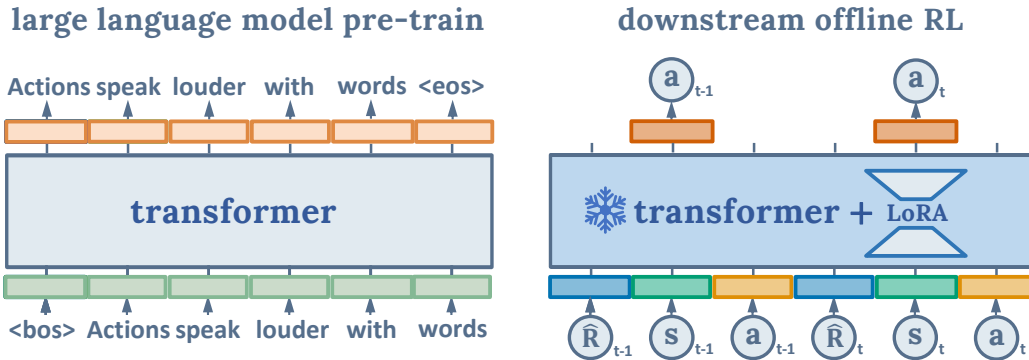 large language model pre-train
Actions speak louder with words <eos>
transformer
<bos> Actions speak louder with words
downstream offline RL
a t-1 a t
transformer + LoRA
R̂ t-1 s t-1 a t-1 R̂ t s t a t